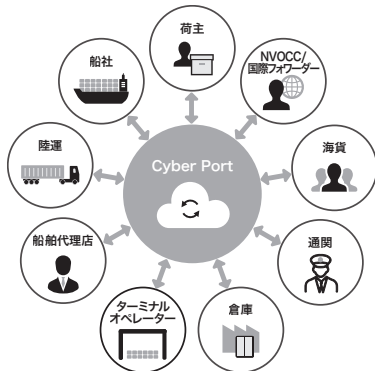 荷主
NVOCC/
国際フォワーダー
海貨
通関
倉庫
ターミナル
オペレーター
船舶代理店
陸運
船社
Cyber Port